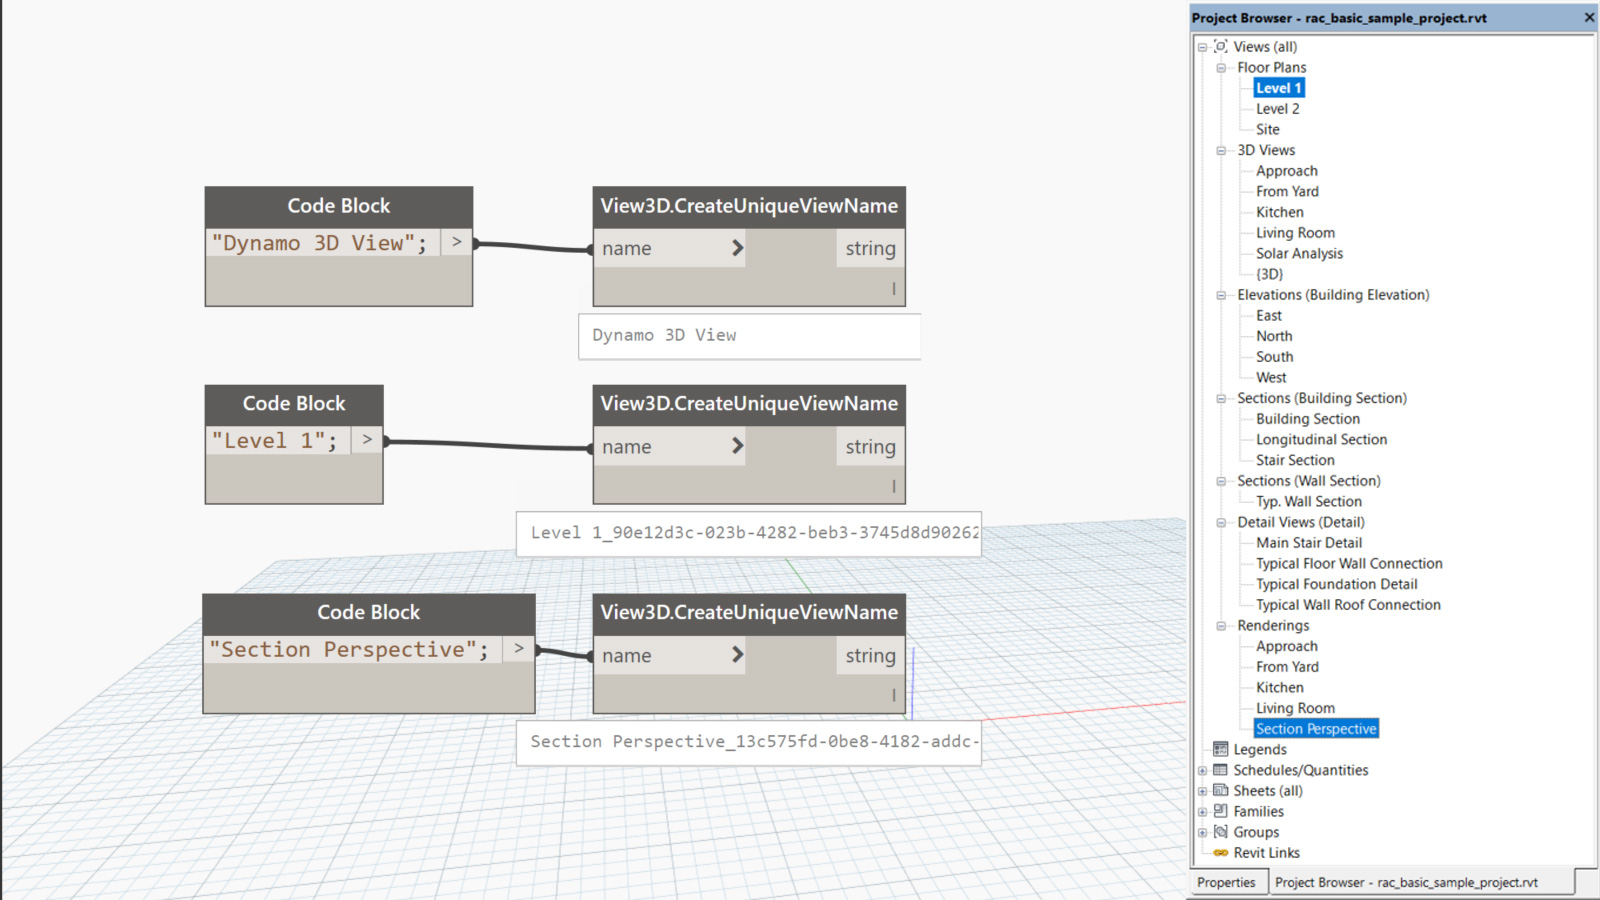 Code Block
"Dynamo 3D View"; >
View3D.CreateUniqueViewName
name > string
l
Dynamo 3D View
Code Block
"Level 1"; >
View3D.CreateUniqueViewName
name > string
l
Level 1_90e12d3c-023b-4282-beb3-3745d8d90262
Code Block
"Section Perspective"; >
View3D.CreateUniqueViewName
name > string
l
Section Perspective_13c575fd-0be8-4182-addc-
Project Browser - rac_basic_sample_project.rvt
Views (all)
Floor Plans
Level 1
Level 2
Site
3D Views
Approach
From Yard
Kitchen
Living Room
Solar Analysis
{3D}
Elevations (Building Elevation)
East
North
South
West
Sections (Building Section)
Building Section
Longitudinal Section
Stair Section
Sections (Wall Section)
Typ. Wall Section
Detail Views (Detail)
Main Stair Detail
Typical Floor Wall Connection
Typical Foundation Detail
Typical Wall Roof Connection
Renderings
Approach
From Yard
Kitchen
Living Room
Section Perspective
Legends
Schedules/Quantities
Sheets (all)
Families
Groups
Revit Links
Properties
Project Browser - rac_basic_sample_project.rvt